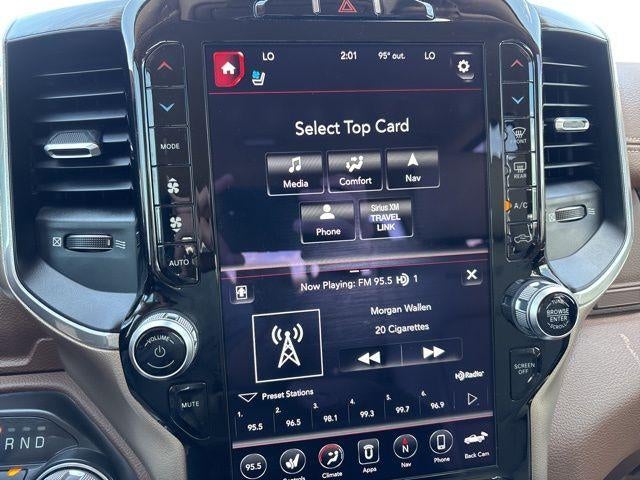 LO 2:01 95° out. LO
Select Top Card
Media Comfort Nav
Phone
Sirius XM
TRAVEL
LINK
MODE
AUTO
FRONT
REAR
A/C
Now Playing: FM 95.5 HD 1
Morgan Wallen
20 Cigarettes
HD Radio
Preset Stations
1. 2. 3. 4. 5. 6.
95.5 96.5 98.1 99.3 99.7 96.9
95.5
Controls Climate Apps Nav Phone Back Cam
N
VOLUME
MUTE
TUNE
BROWSE
ENTER
SCROLL
SCREEN
OFF
R N D